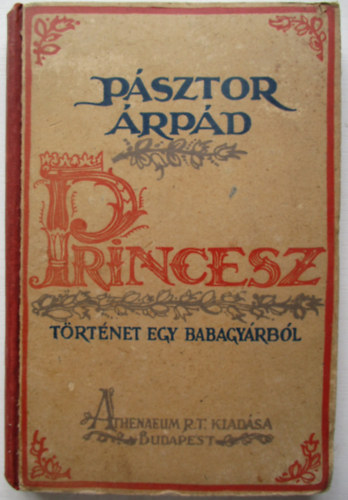 PÁSZTOR
ÁRPÁD
PRINCESZ
TÖRTÉNET EGY BABAGYÁRBÓL
ATHENAEUM R.T. KIADÁSA
BUDAPEST